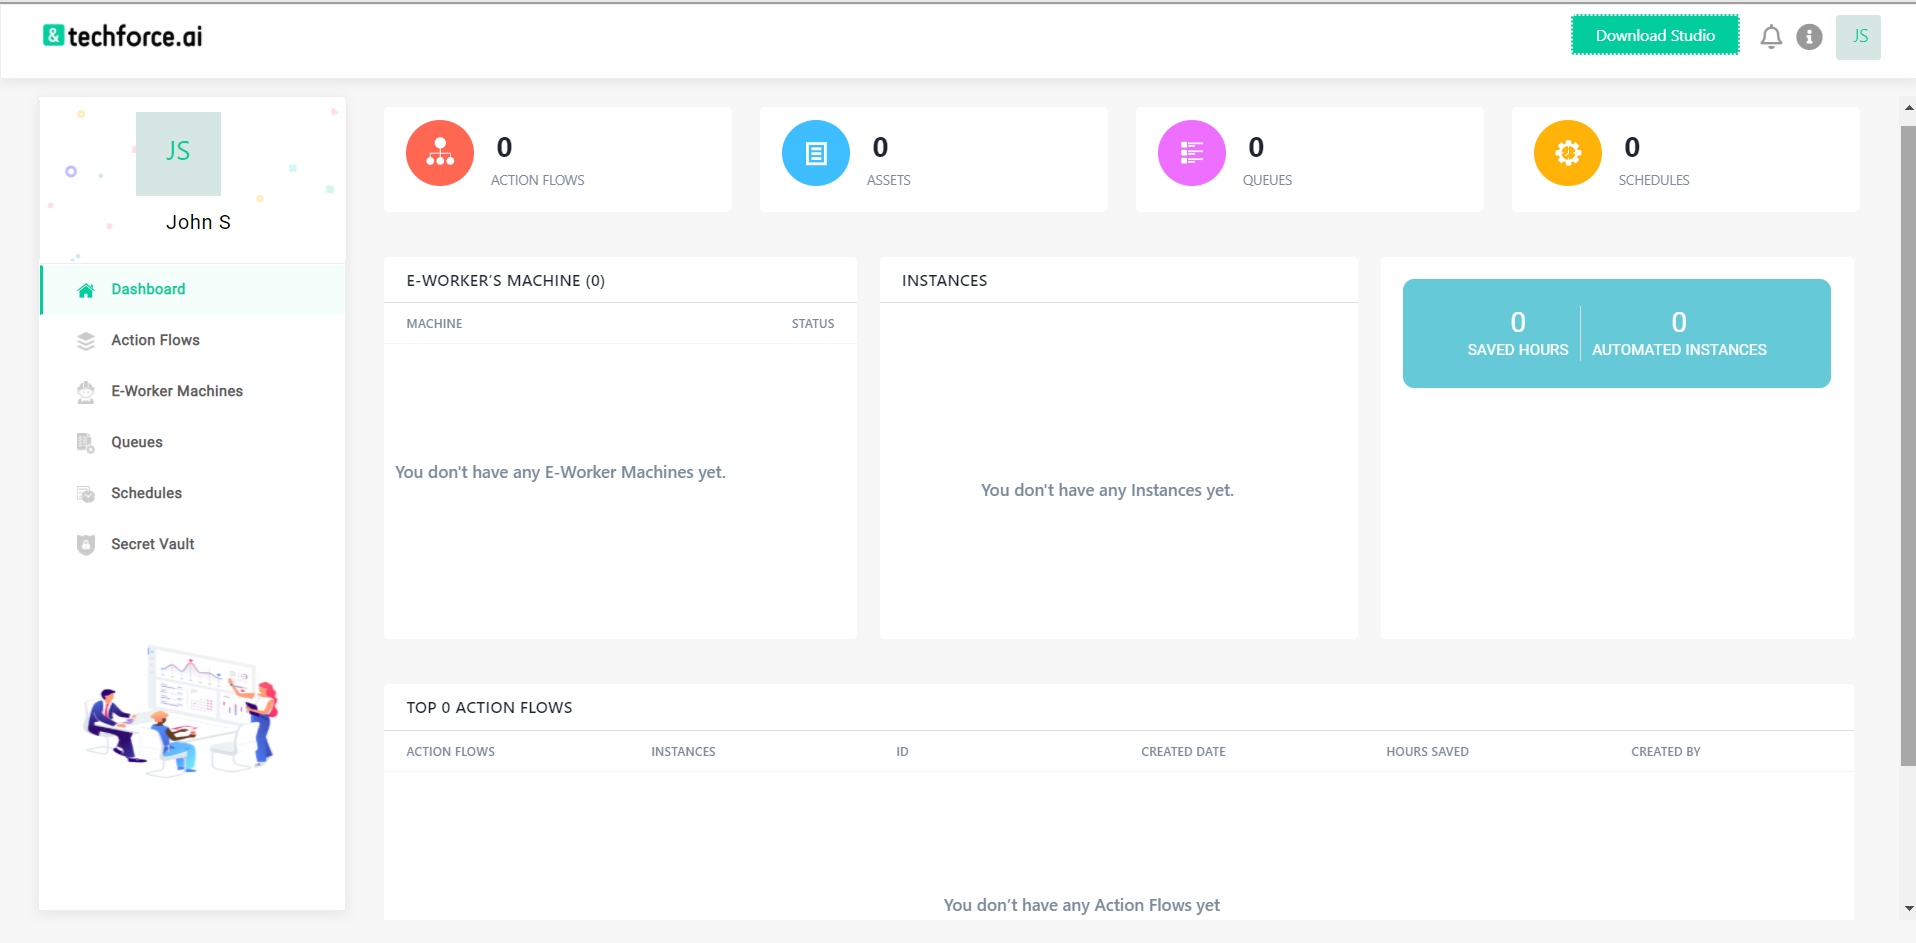 & techforce.ai
Download Studio
JS
JS
John S
Dashboard
Action Flows
E-Worker Machines
Queues
Schedules
Secret Vault
0
ACTION FLOWS
0
ASSETS
0
QUEUES
0
SCHEDULES
E-WORKER'S MACHINE (0)
MACHINE STATUS
You don't have any E-Worker Machines yet.
INSTANCES
You don't have any Instances yet.
0
SAVED HOURS
0
AUTOMATED INSTANCES
TOP 0 ACTION FLOWS
ACTION FLOWS INSTANCES ID CREATED DATE HOURS SAVED CREATED BY
You don't have any Action Flows yet